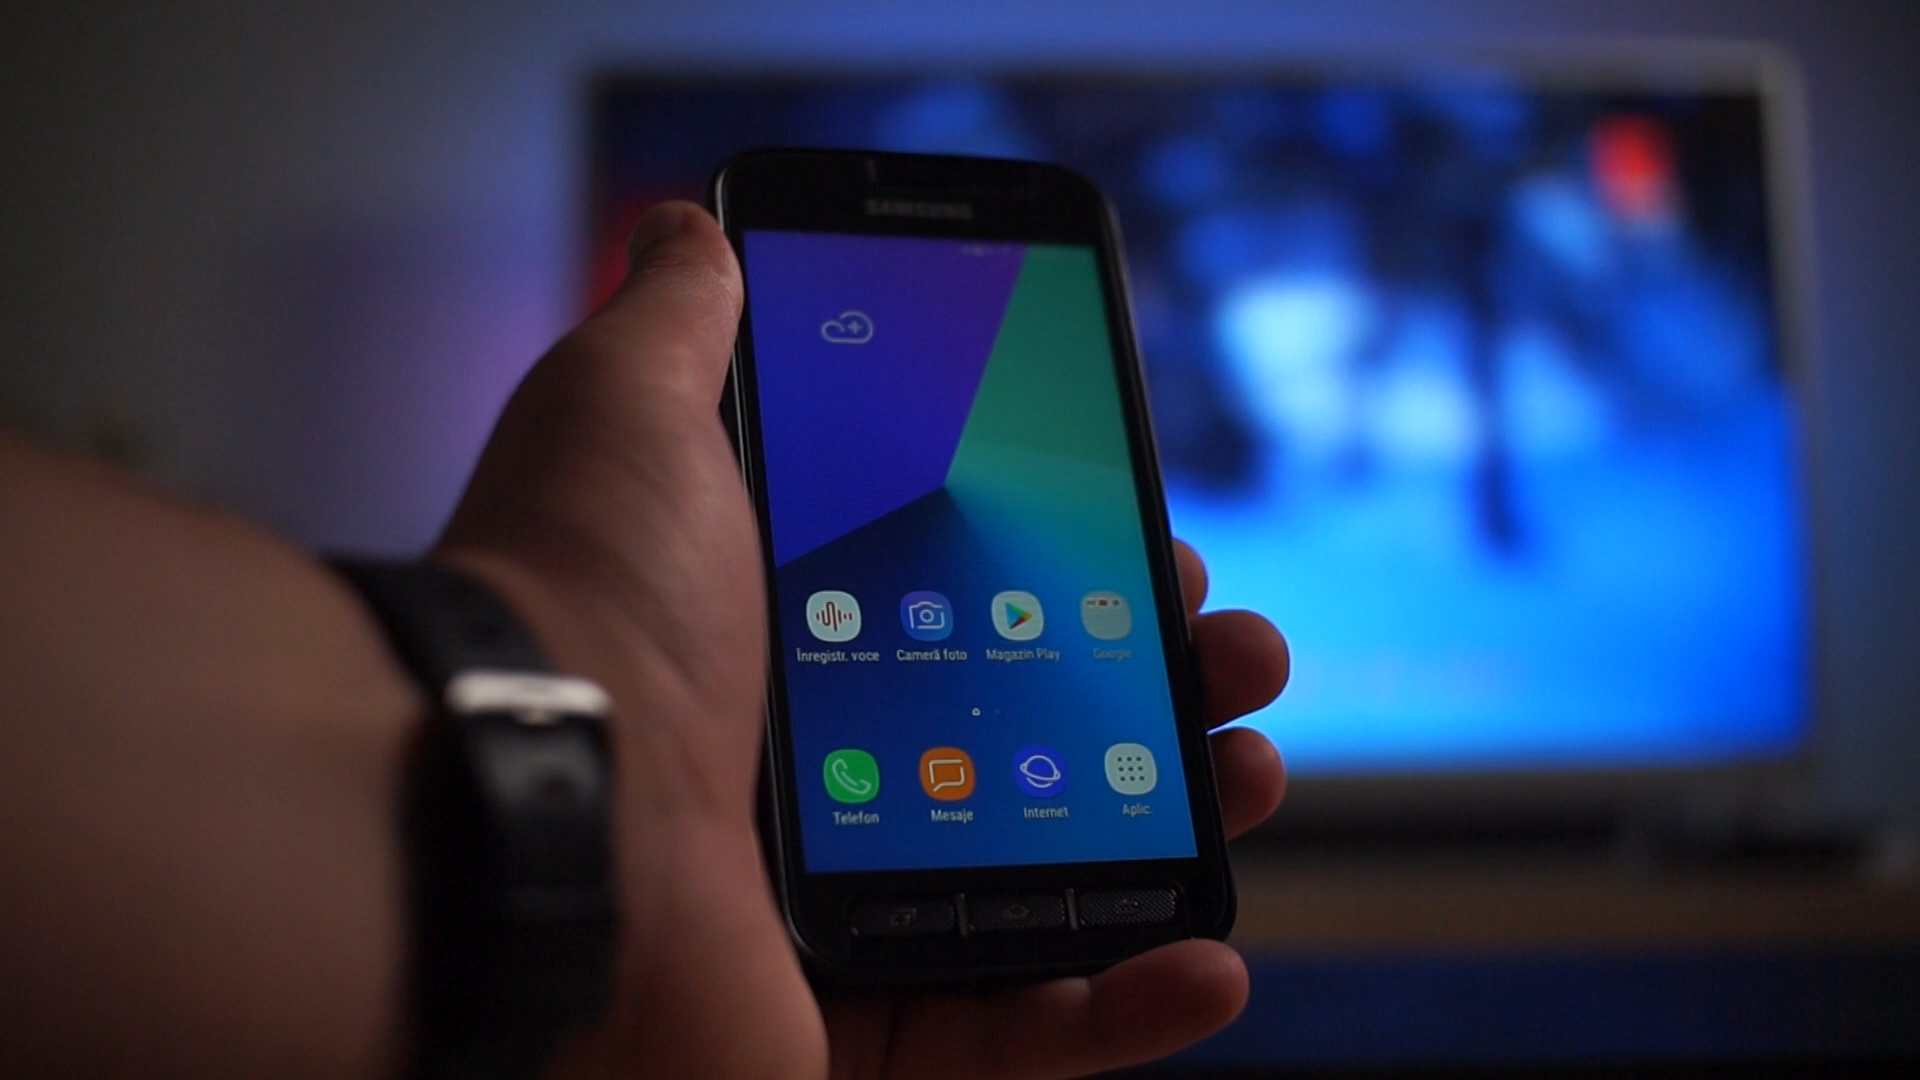 SAMSUNG
Înregistr. voce
Cameră foto
Magazin Play
Google
Telefon
Mesaje
Internet
Aplic.